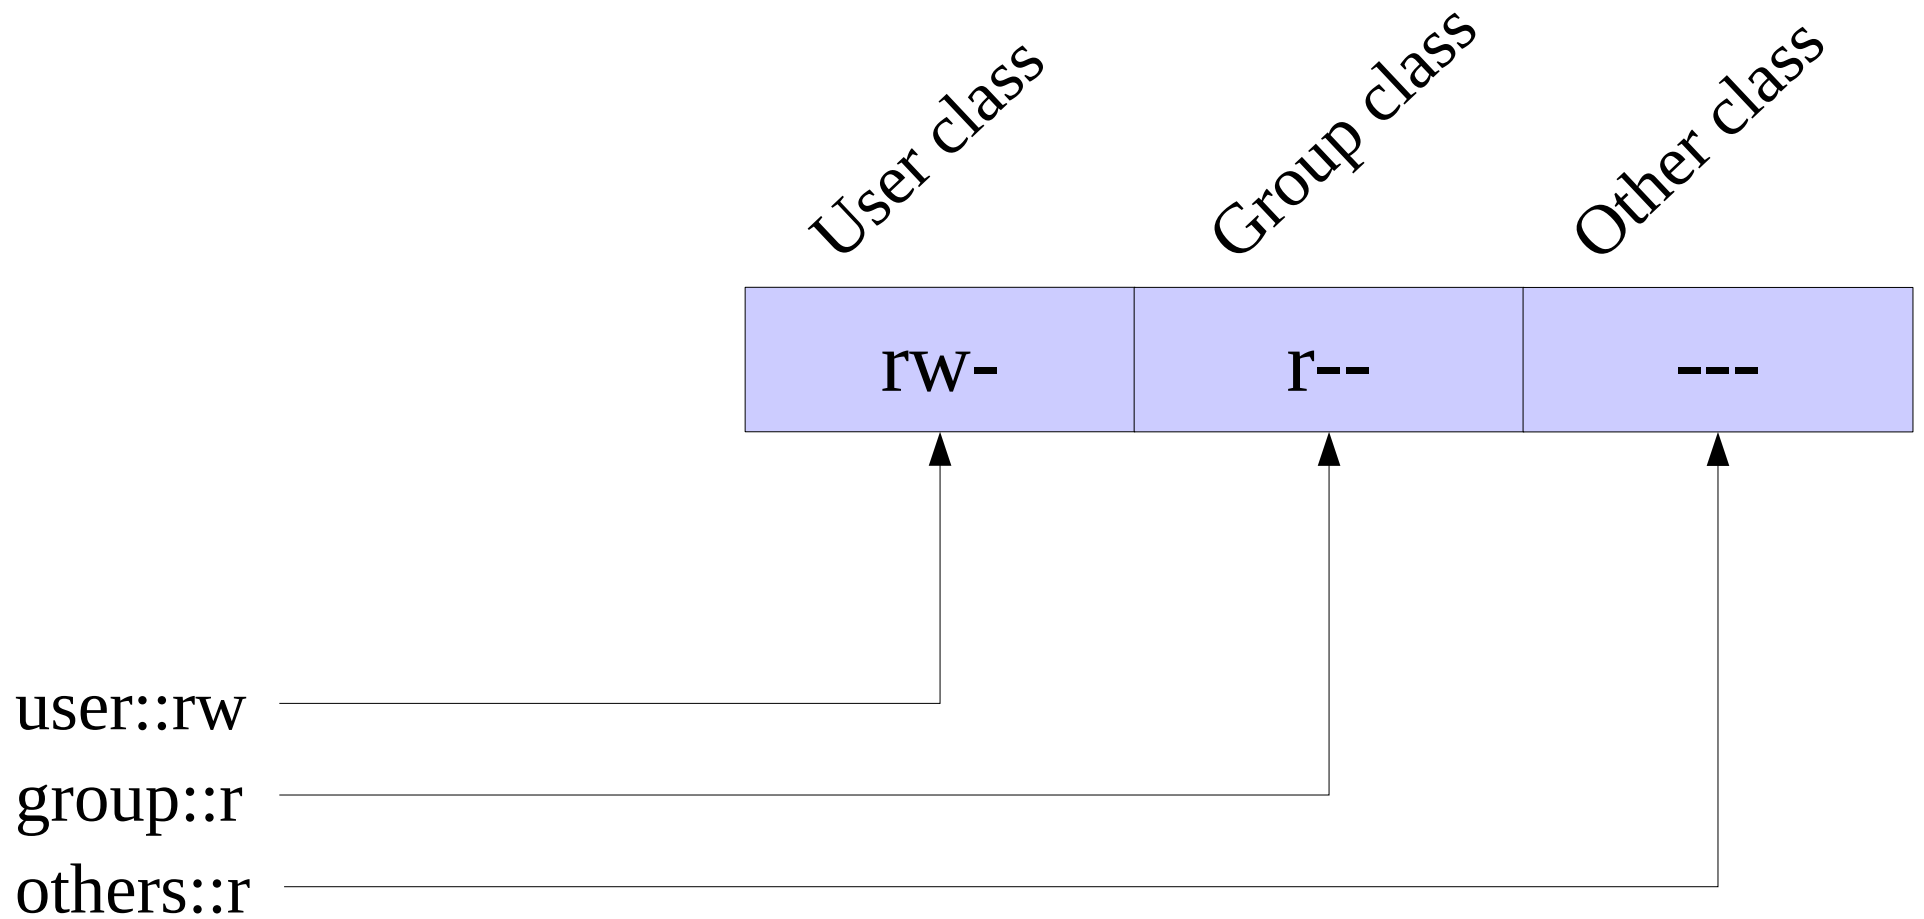 User class
Group class
Other class
rw-
r--
---
user::rw
group::r
others::r